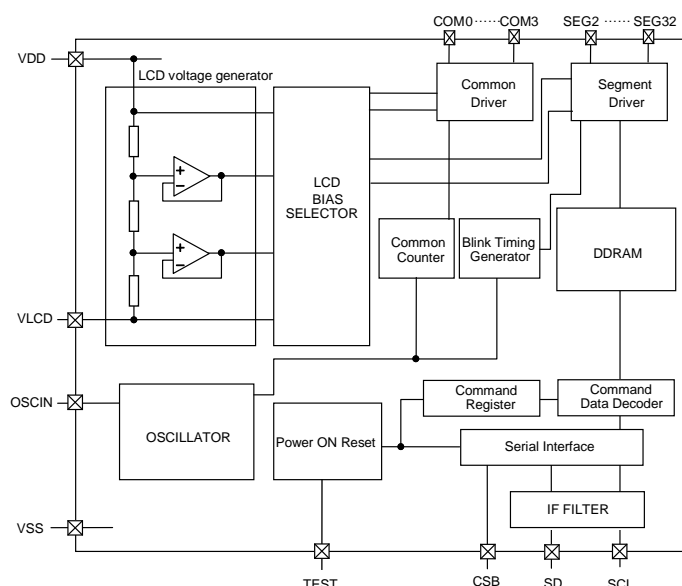 COM0 ······ COM3 SEG2 ······ SEG32
VDD
LCD voltage generator
Common
Driver
Segment
Driver
LCD
BIAS
SELECTOR
Common
Counter
Blink Timing
Generator
DDRAM
VLCD
OSCIN
OSCILLATOR
Command
Register
Command
Data Decoder
Power ON Reset
Serial Interface
IF FILTER
VSS
TEST
CSB
SD
SCL